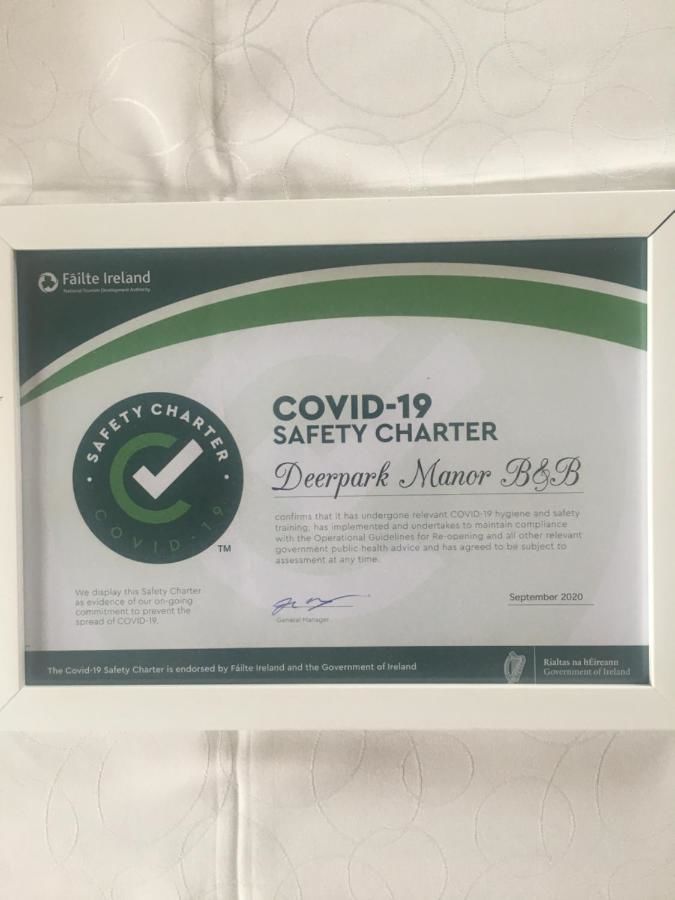 Fáilte Ireland
National Tourism Development Authority
SAFETY CHARTER
COVID-19
TM
COVID-19
SAFETY CHARTER
Deerpark Manor B&B
confirms that it has undergone relevant COVID-19 hygiene and safety
training, has implemented and undertakes to maintain compliance
with the Operational Guidelines for Re-opening and all other relevant
government public health advice and has agreed to be subject to
assessment at any time.
We display this Safety Charter
as evidence of our on-going
commitment to prevent the
spread of COVID-19.
General Manager
September 2020
The Covid-19 Safety Charter is endorsed by Fáilte Ireland and the Government of Ireland
Rialtas na hÉireann
Government of Ireland